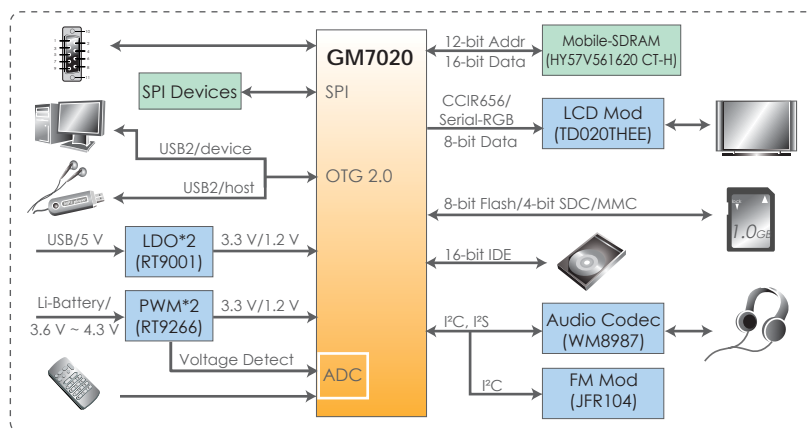 GM7020
12-bit Addr
16-bit Data
Mobile-SDRAM
(HY57V561620 CT-H)
SPI Devices
SPI
CCIR656/
Serial-RGB
8-bit Data
LCD Mod
(TD020THEE)
USB2/device
USB2/host
OTG 2.0
8-bit Flash/4-bit SDC/MMC
1.0GB
USB/5 V
LDO*2
(RT9001)
3.3 V/1.2 V
16-bit IDE
Li-Battery/
3.6 V ~ 4.3 V
PWM*2
(RT9266)
3.3 V/1.2 V
I²C, I²S
Audio Codec
(WM8987)
Voltage Detect
ADC
I²C
FM Mod
(JFR104)